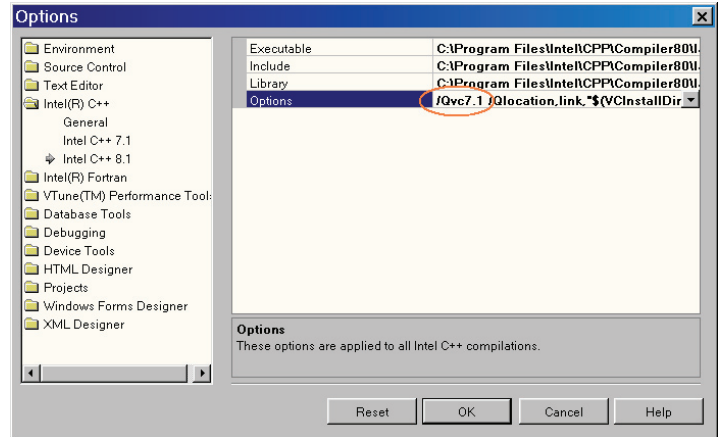 Options
Environment
Source Control
Text Editor
Intel(R) C++
General
Intel C++ 7.1
Intel C++ 8.1
Intel(R) Fortran
VTune(TM) Performance Tool:
Database Tools
Debugging
Device Tools
HTML Designer
Projects
Windows Forms Designer
XML Designer
Executable C:\Program Files\Intel\CPP\Compiler80\I.
Include C:\Program Files\Intel\CPP\Compiler80\I.
Library C:\Program Files\Intel\CPP\Compiler80\I.
Options /Qvc7.1 /Qlocation,link,"$(VCInstallDir
Options
These options are applied to all Intel C++ compilations.
Reset OK Cancel Help